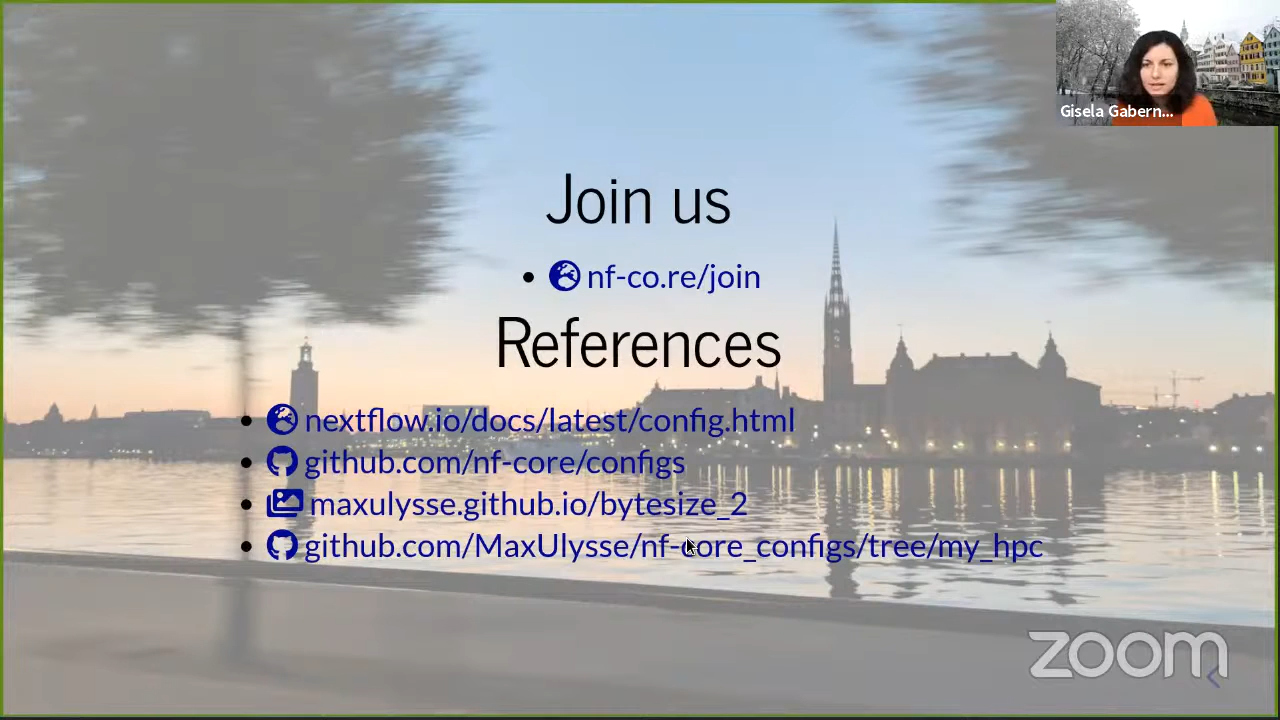 Gisela Gabern...
Join us
nf-co.re/join
References
nextflow.io/docs/latest/config.html
github.com/nf-core/configs
maxulysse.github.io/bytesize_2
github.com/MaxUlysse/nf-core_configs/tree/my_hpc
zoom